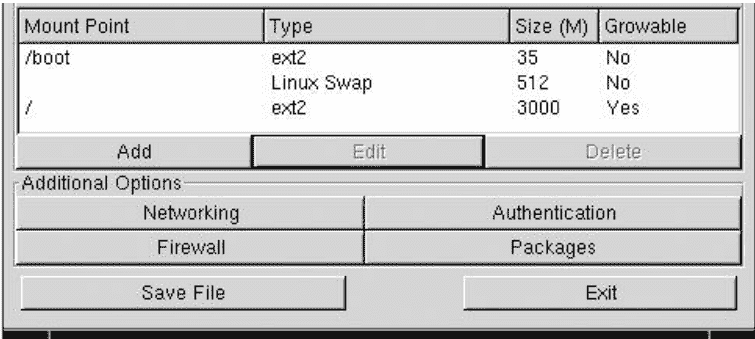 Mount Point Type Size (M) Growable
/boot ext2 35 No
Linux Swap 512 No
/ ext2 3000 Yes
Add Edit Delete
Additional Options
Networking Authentication
Firewall Packages
Save File Exit